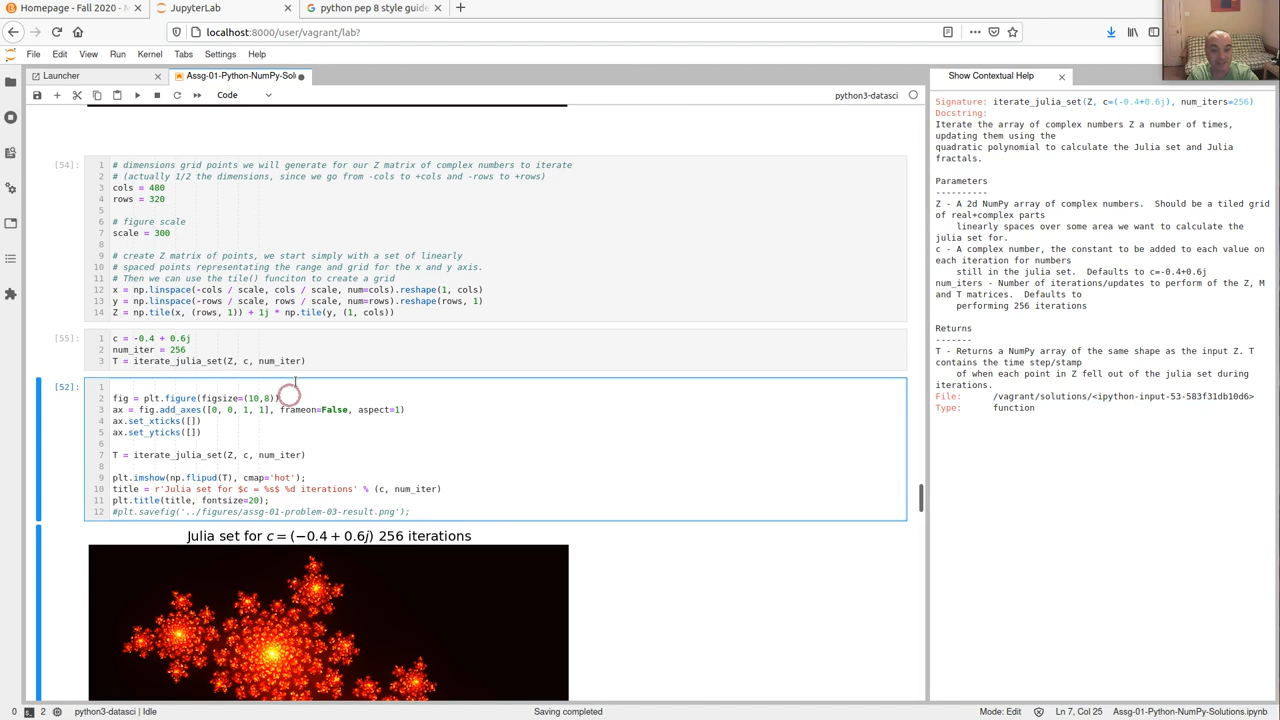 Homepage - Fall 2020 - M
JupyterLab
python pep 8 style guide
localhost:8000/user/vagrant/lab?
File Edit View Run Kernel Tabs Settings Help
Launcher
Assg-01-Python-NumPy-Solu
Code
python3-datasci
[54]:
1 # dimensions grid points we will generate for our Z matrix of complex numbers to iterate
2 # (actually 1/2 the dimensions, since we go from -cols to +cols and -rows to +rows)
3 cols = 480
4 rows = 320
5
6 # figure scale
7 scale = 300
8
9 # create Z matrix of points, we start simply with a set of linearly
10 # spaced points representing the range and grid for the x and y axis.
11 # Then we can use the tile() funciton to create a grid
12 x = np.linspace(-cols / scale, cols / scale, num=cols).reshape(1, cols)
13 y = np.linspace(-rows / scale, rows / scale, num=rows).reshape(rows, 1)
14 Z = np.tile(x, (rows, 1)) + 1j * np.tile(y, (1, cols))
[55]:
1 c = -0.4 + 0.6j
2 num_iter = 256
3 T = iterate_julia_set(Z, c, num_iter)
[52]:
1
2 fig = plt.figure(figsize=(10,8))
3 ax = fig.add_axes([0, 0, 1, 1], frameon=False, aspect=1)
4 ax.set_xticks([])
5 ax.set_yticks([])
6
7 T = iterate_julia_set(Z, c, num_iter)
8
9 plt.imshow(np.flipud(T), cmap='hot');
10 title = r'Julia set for $c = %s$ %d iterations' % (c, num_iter)
11 plt.title(title, fontsize=20);
12 #plt.savefig('../figures/assg-01-problem-03-result.png');
Julia set for c = (−0.4 + 0.6j) 256 iterations
Show Contextual Help
Signature: iterate_julia_set(Z, c=(-0.4+0.6j), num_iters=256)
Docstring:
Iterate the array of complex numbers Z a number of times,
updating them using the
quadratic polynomial to calculate the Julia set and Julia
fractals.
Parameters
----------
Z - A 2d NumPy array of complex numbers. Should be a tiled grid
of real+complex parts
linearly spaces over some area we want to calculate the
julia set for.
c - A complex number, the constant to be added to each value on
each iteration for numbers
still in the julia set. Defaults to c=-0.4+0.6j
num_iters - Number of iterations/updates to perform of the Z, M
and T matrices. Defaults to
performing 256 iterations
Returns
-------
T - Returns a NumPy array of the same shape as the input Z. T
contains the time step/stamp
of when each point in Z fell out of the julia set during
iterations.
File: /vagrant/solutions/<ipython-input-53-583f31db10d6>
Type: function
0 2 python3-datasci | Idle
Saving completed
Mode: Edit
Ln 7, Col 25
Assg-01-Python-NumPy-Solutions.ipynb